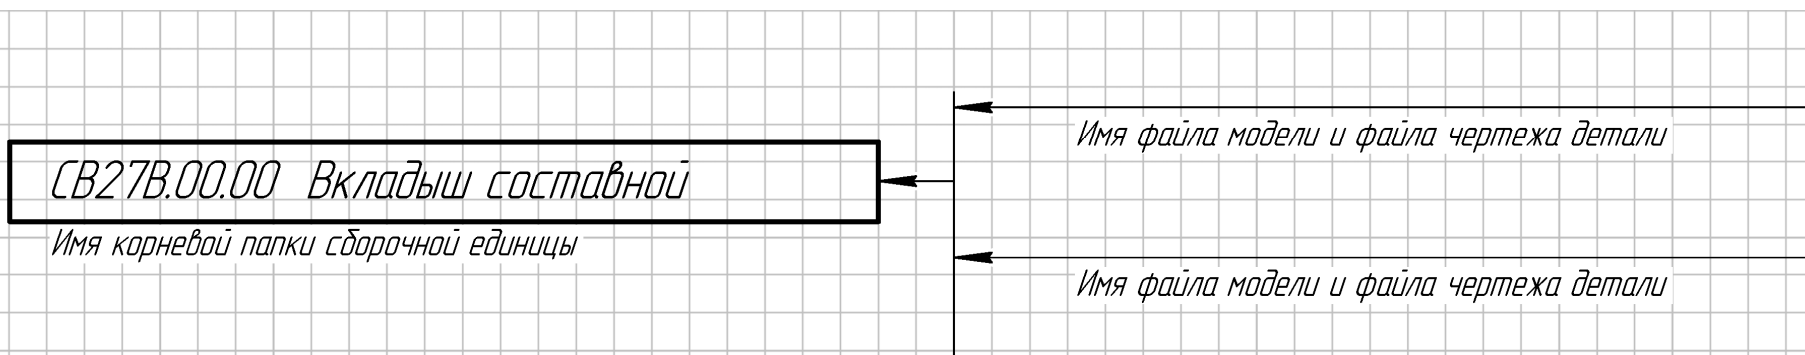 Имя файла модели и файла чертежа детали
СВ27В.00.00 Вкладыш составной
Имя корневой папки сборочной единицы
Имя файла модели и файла чертежа детали